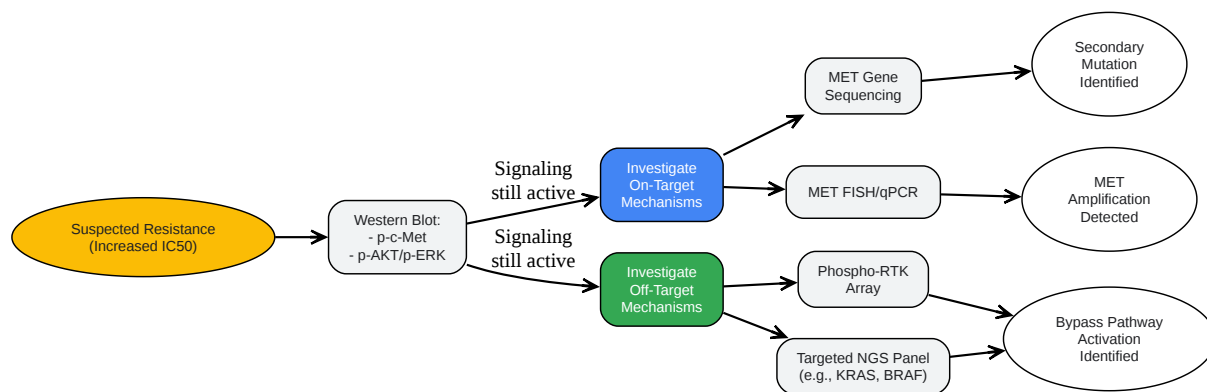 Suspected Resistance
(Increased IC50)
Western Blot:
- p-c-Met
- p-AKT/p-ERK
Signaling
still active
Signaling
still active
Investigate
On-Target
Mechanisms
Investigate
Off-Target
Mechanisms
MET Gene
Sequencing
MET FISH/qPCR
Phospho-RTK
Array
Targeted NGS Panel
(e.g., KRAS, BRAF)
Secondary
Mutation
Identified
MET
Amplification
Detected
Bypass Pathway
Activation
Identified